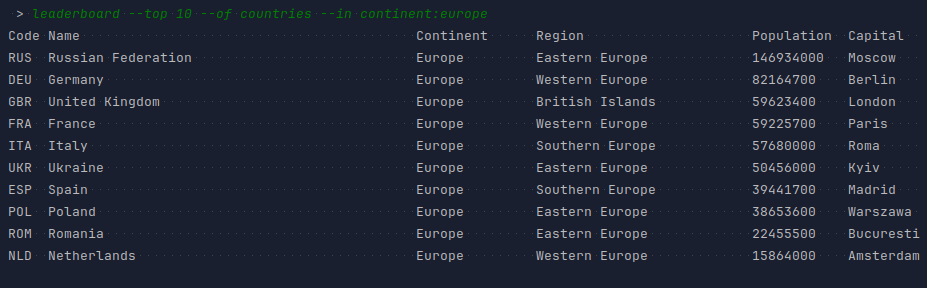 > leaderboard --top 10 --of countries --in continent:europe
Code Name Continent Region Population Capital
RUS Russian Federation Europe Eastern Europe 146934000 Moscow
DEU Germany Europe Western Europe 82164700 Berlin
GBR United Kingdom Europe British Islands 59623400 London
FRA France Europe Western Europe 59225700 Paris
ITA Italy Europe Southern Europe 57680000 Roma
UKR Ukraine Europe Eastern Europe 50456000 Kyiv
ESP Spain Europe Southern Europe 39441700 Madrid
POL Poland Europe Eastern Europe 38653600 Warszawa
ROM Romania Europe Eastern Europe 22455500 Bucuresti
NLD Netherlands Europe Western Europe 15864000 Amsterdam